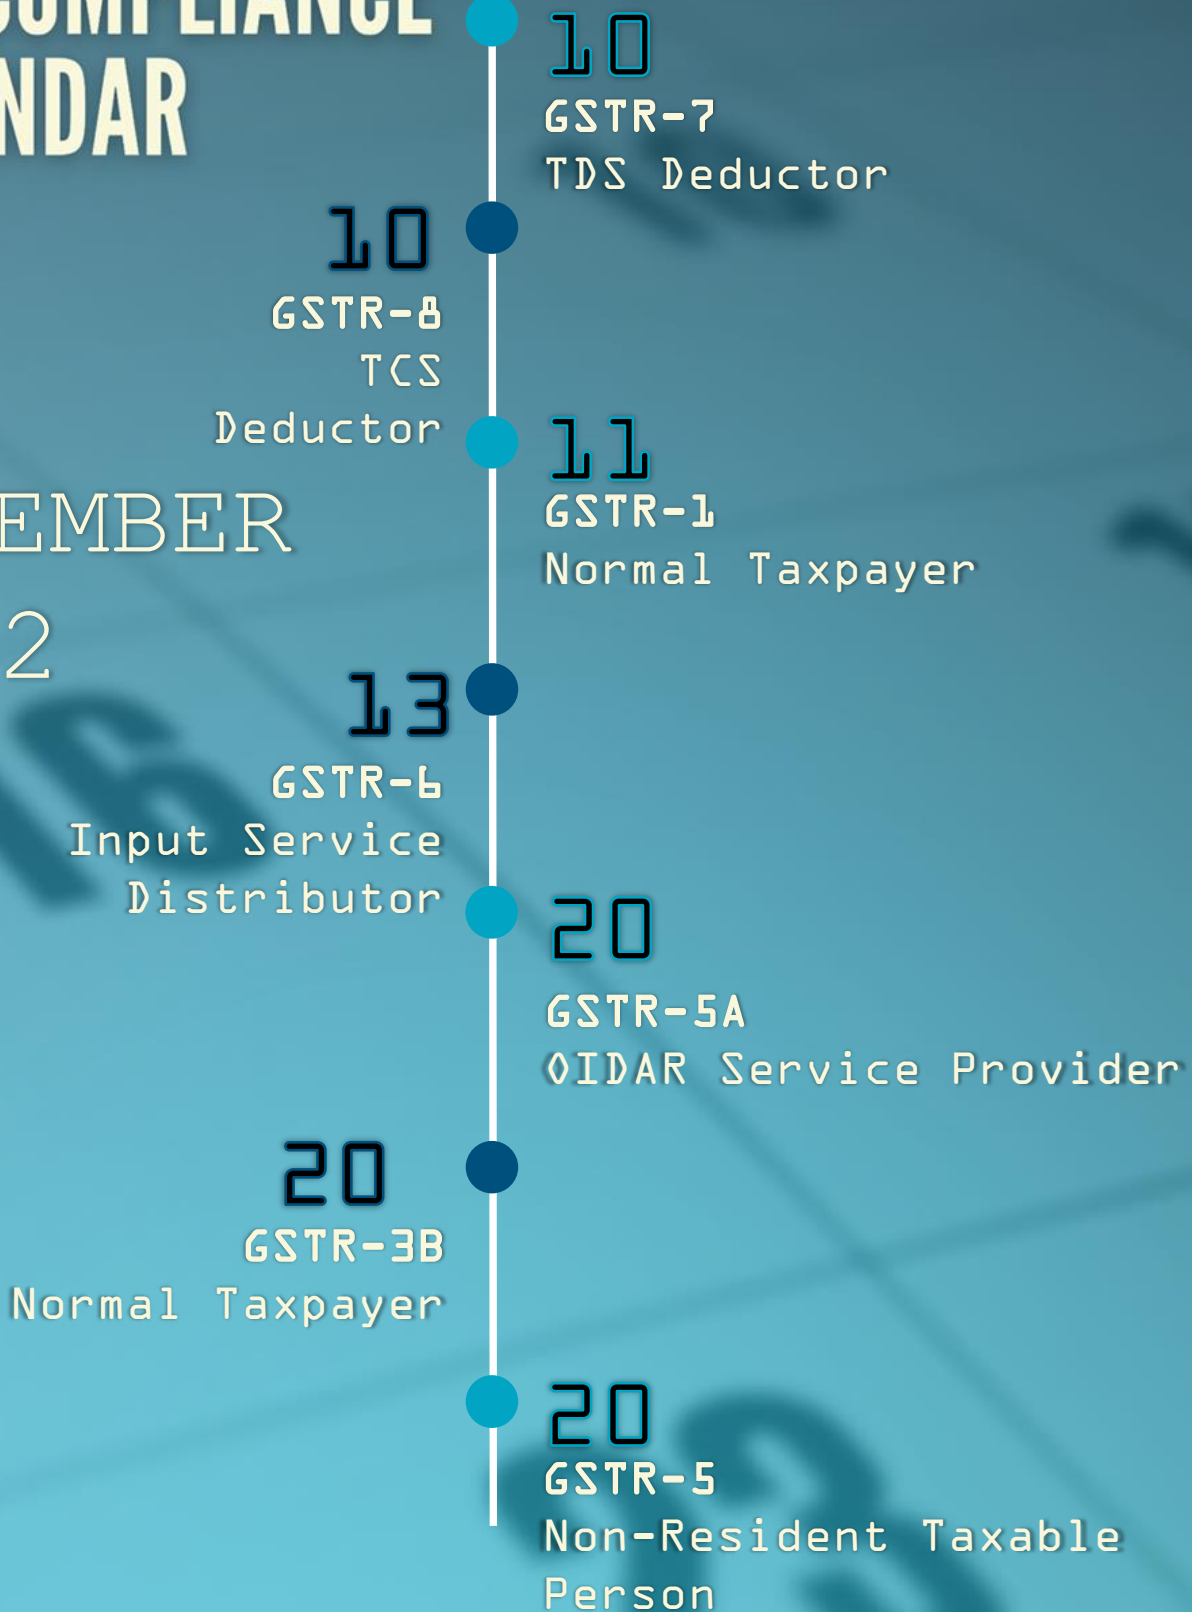 COMPLIANCE
NDAR
10
GSTR-7
TDS Deductor
10
GSTR-8
TCS
Deductor
11
GSTR-1
Normal Taxpayer
EMBER
2
13
GSTR-6
Input Service
Distributor
20
GSTR-5A
OIDAR Service Provider
20
GSTR-3B
Normal Taxpayer
20
GSTR-5
Non-Resident Taxable
Person